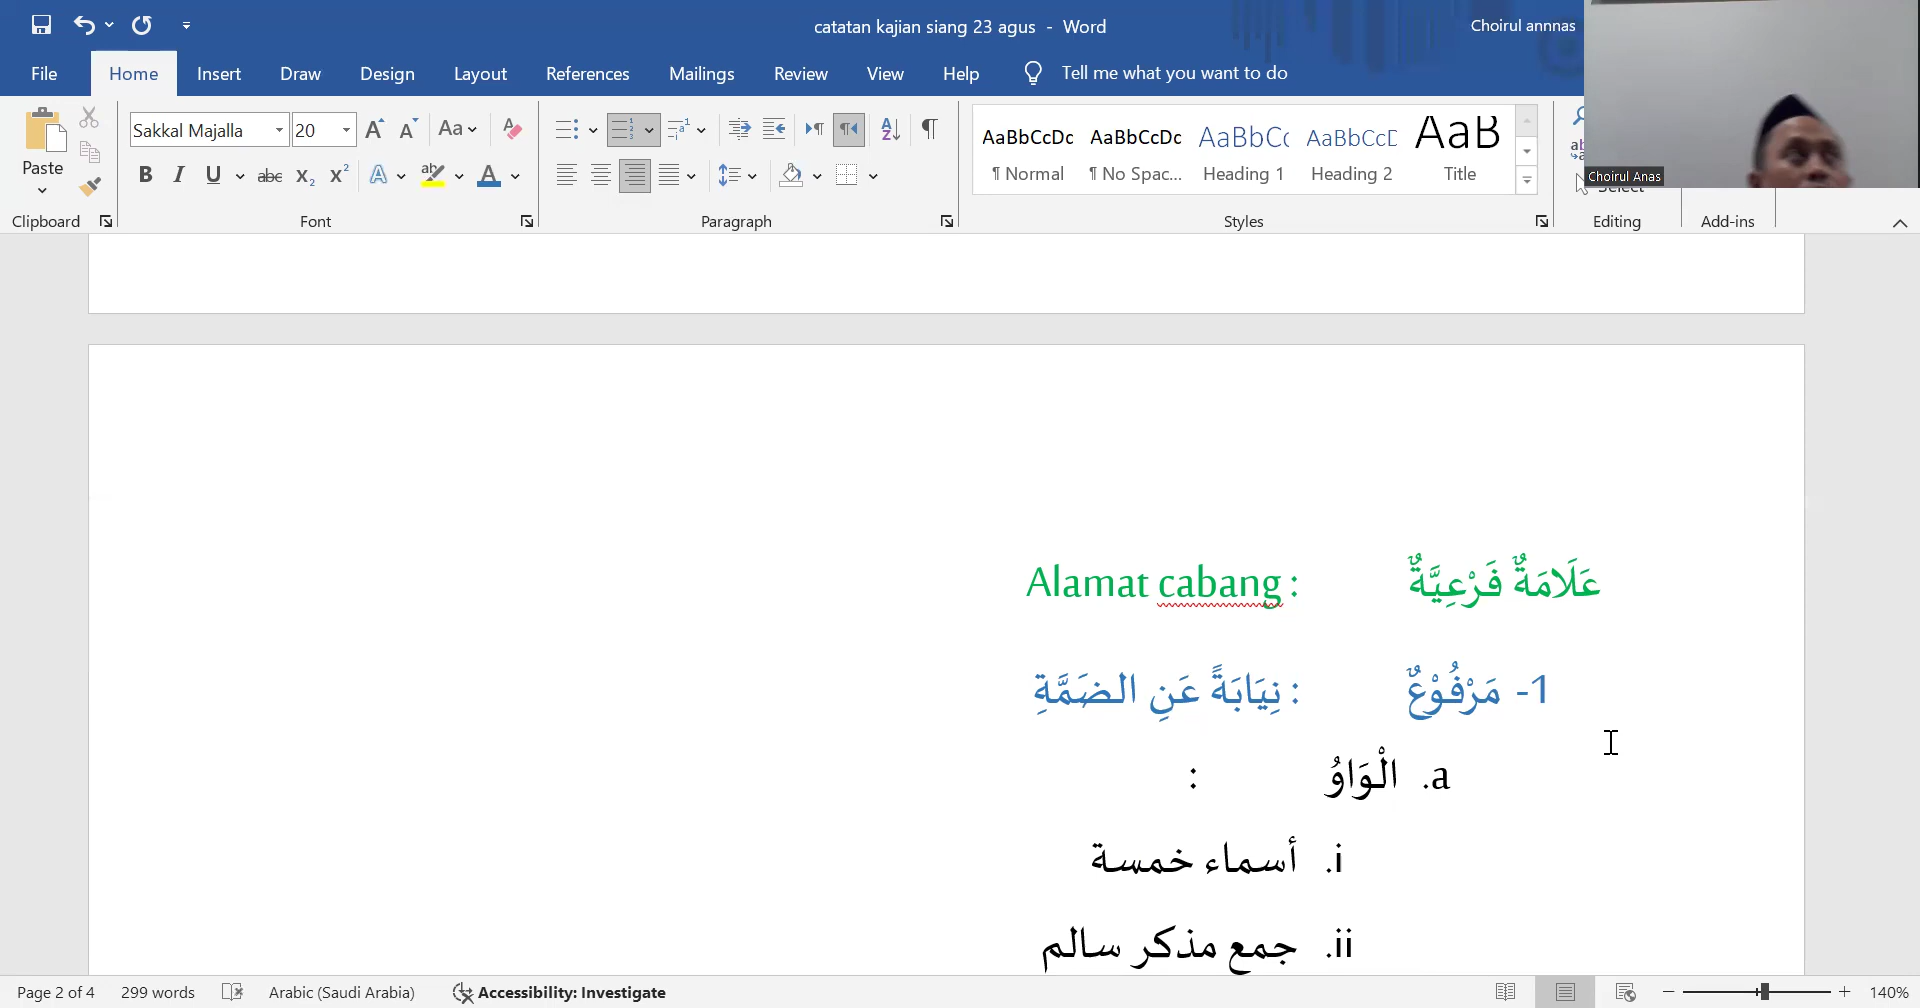 catatan kajian siang 23 agus - Word
Choirul annnas
File Home Insert Draw Design Layout References Mailings Review View Help Tell me what you want to do
Sakkal Majalla 20
Paste
AaBbCcDc AaBbCcDc AaBbC AaBbCcD AaB
¶ Normal ¶ No Spac... Heading 1 Heading 2 Title
Choirul Anas
Select
Clipboard Font Paragraph Styles Editing Add-ins
عَلَامَةٌ فَرْعِيَّةٌ : Alamat cabang
1- مَرْفُوْعٌ : نِيَابَةً عَنِ الضَمَّةِ
a. الْوَاوُ :
i. أسماء خمسة
ii. جمع مذكر سالم
Page 2 of 4 299 words Arabic (Saudi Arabia) Accessibility: Investigate 140%